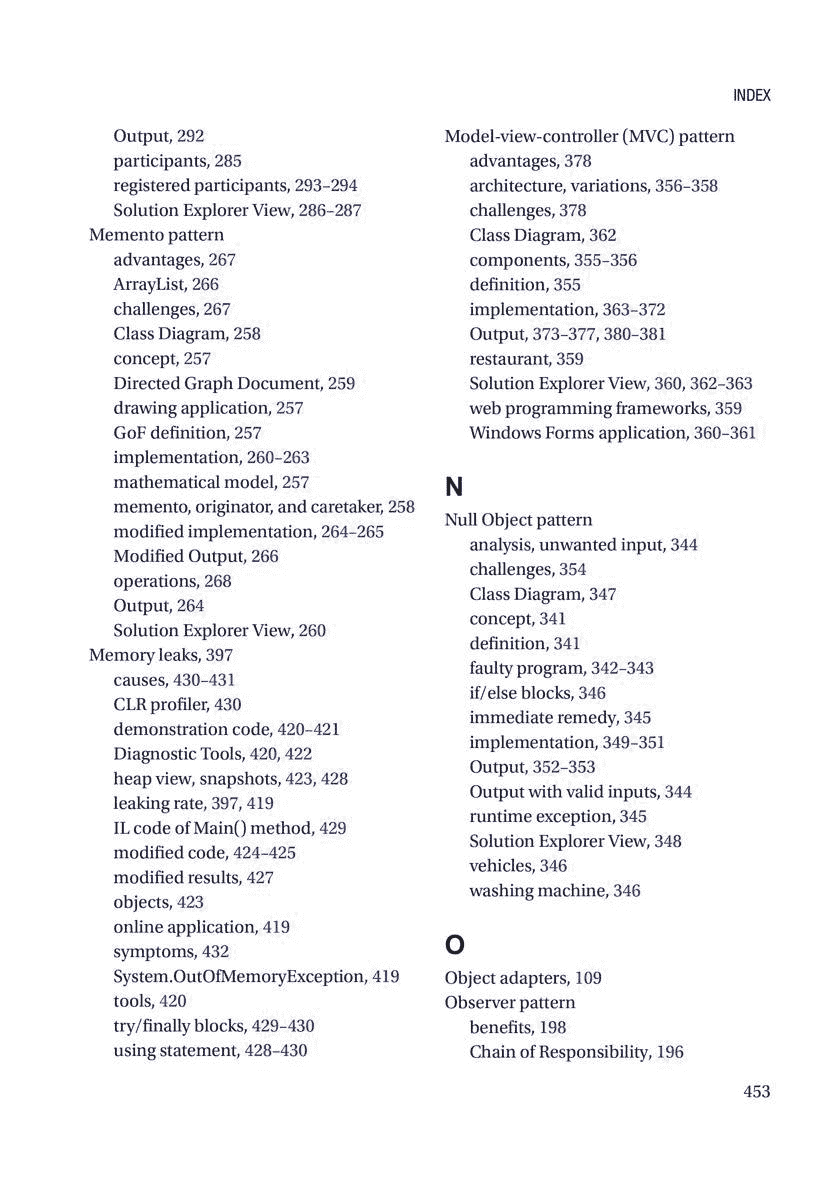 INDEX
Output, 292
participants, 285
registered participants, 293–294
Solution Explorer View, 286–287
Memento pattern
advantages, 267
ArrayList, 266
challenges, 267
Class Diagram, 258
concept, 257
Directed Graph Document, 259
drawing application, 257
GoF definition, 257
implementation, 260–263
mathematical model, 257
memento, originator, and caretaker, 258
modified implementation, 264–265
Modified Output, 266
operations, 268
Output, 264
Solution Explorer View, 260
Memory leaks, 397
causes, 430–431
CLR profiler, 430
demonstration code, 420–421
Diagnostic Tools, 420, 422
heap view, snapshots, 423, 428
leaking rate, 397, 419
IL code of Main() method, 429
modified code, 424–425
modified results, 427
objects, 423
online application, 419
symptoms, 432
System.OutOfMemoryException, 419
tools, 420
try/finally blocks, 429–430
using statement, 428–430
Model-view-controller (MVC) pattern
advantages, 378
architecture, variations, 356–358
challenges, 378
Class Diagram, 362
components, 355–356
definition, 355
implementation, 363–372
Output, 373–377, 380–381
restaurant, 359
Solution Explorer View, 360, 362–363
web programming frameworks, 359
Windows Forms application, 360–361
N
Null Object pattern
analysis, unwanted input, 344
challenges, 354
Class Diagram, 347
concept, 341
definition, 341
faulty program, 342–343
if/else blocks, 346
immediate remedy, 345
implementation, 349–351
Output, 352–353
Output with valid inputs, 344
runtime exception, 345
Solution Explorer View, 348
vehicles, 346
washing machine, 346
O
Object adapters, 109
Observer pattern
benefits, 198
Chain of Responsibility, 196
453